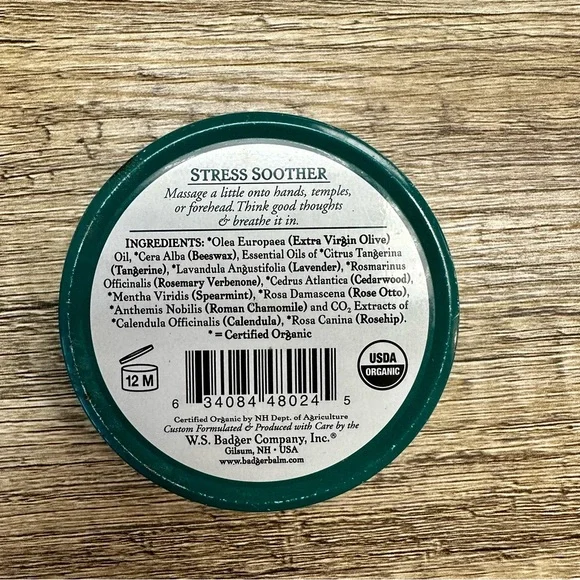 STRESS SOOTHER
Massage a little onto hands, temples,
or forehead. Think good thoughts
& breathe it in.
INGREDIENTS: *Olea Europaea (Extra Virgin Olive)
Oil, *Cera Alba (Beeswax), Essential Oils of *Citrus Tangerina
(Tangerine), *Lavandula Angustifolia (Lavender), *Rosmarinus
Officinalis (Rosemary Verbenone), *Cedrus Atlantica (Cedarwood),
*Mentha Viridis (Spearmint), *Rosa Damascena (Rose Otto),
*Anthemis Nobilis (Roman Chamomile) and CO₂ Extracts of
*Calendula Officinalis (Calendula), *Rosa Canina (Rosehip).
* = Certified Organic
12 M
6 34084 48024 5
USDA
ORGANIC
Certified Organic by NH Dept. of Agriculture
Custom Formulated & Produced with Care by the
W.S. Badger Company, Inc.®
Gilsum, NH • USA
www.badgerbalm.com